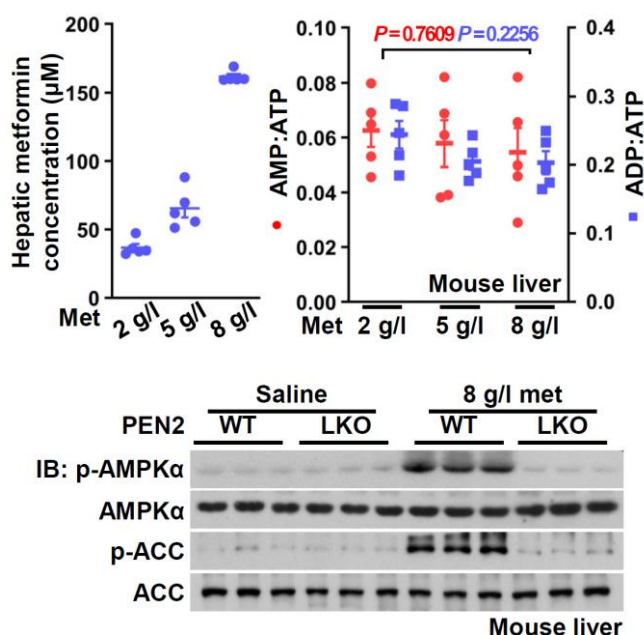 Hepatic metformin
concentration (μM)
200
150
100
50
0
Met
2 g/l
5 g/l
8 g/l
AMP:ATP
0.10
0.08
0.06
0.04
0.02
0.00
P = 0.7609 P = 0.2256
Mouse liver
Met
2 g/l
5 g/l
8 g/l
0.4
0.3
0.2
0.1
0.0
ADP:ATP
Saline
8 g/l met
PEN2
WT
LKO
WT
LKO
IB: p-AMPKα
AMPKα
p-ACC
ACC
Mouse liver